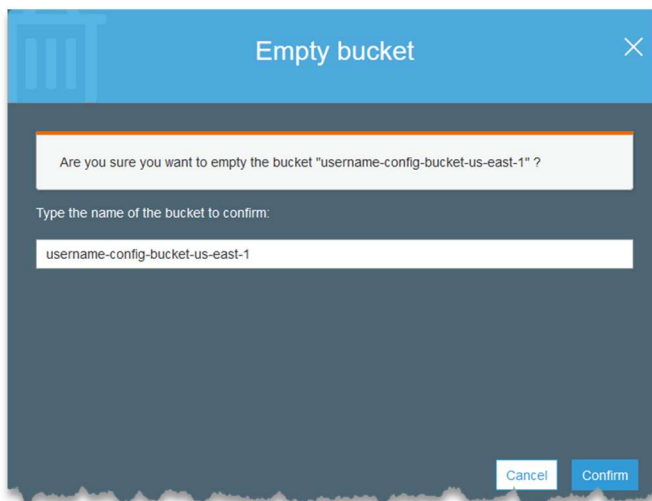 Empty bucket
Are you sure you want to empty the bucket "username-config-bucket-us-east-1" ?
Type the name of the bucket to confirm:
username-config-bucket-us-east-1
Cancel Confirm